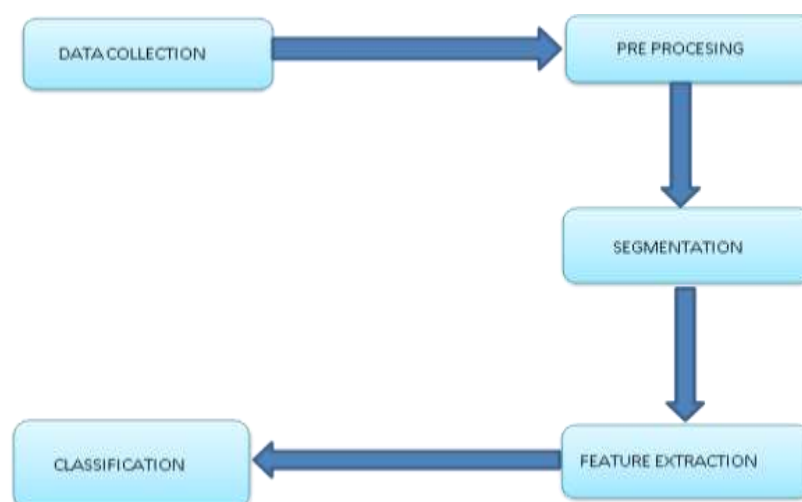 DATA COLLECTION
PRE PROCESING
SEGMENTATION
FEATURE EXTRACTION
CLASSIFICATION